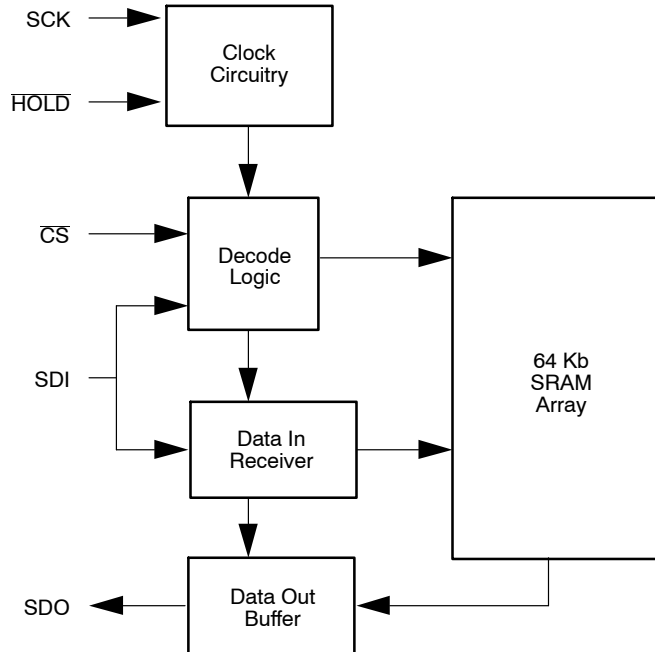 SCK
HOLD
CS
SDI
SDO
Clock
Circuitry
Decode
Logic
Data In
Receiver
Data Out
Buffer
64 Kb
SRAM
Array